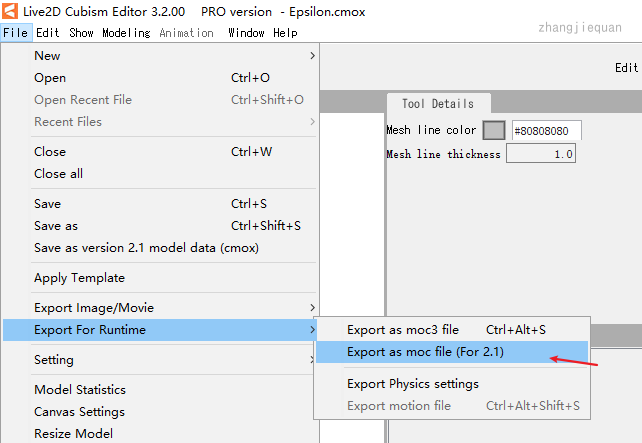 Live2D Cubism Editor 3.2.00    PRO version  - Epsilon.cmox
File Edit Show Modeling Animation Window Help
zhangjiequan
New
Edit
Open Ctrl+O
Open Recent File Ctrl+Shift+O
Tool Details
Recent Files
Mesh line color #80808080
Close Ctrl+W
Mesh line thickness 1.0
Close all
Save Ctrl+S
Save as Ctrl+Shift+S
Save as version 2.1 model data (cmox)
Apply Template
Export Image/Movie
Export For Runtime
Export as moc3 file Ctrl+Alt+S
Export as moc file (For 2.1)
Setting
Export Physics settings
Model Statistics
Export motion file Ctrl+Alt+Shift+S
Canvas Settings
Resize Model